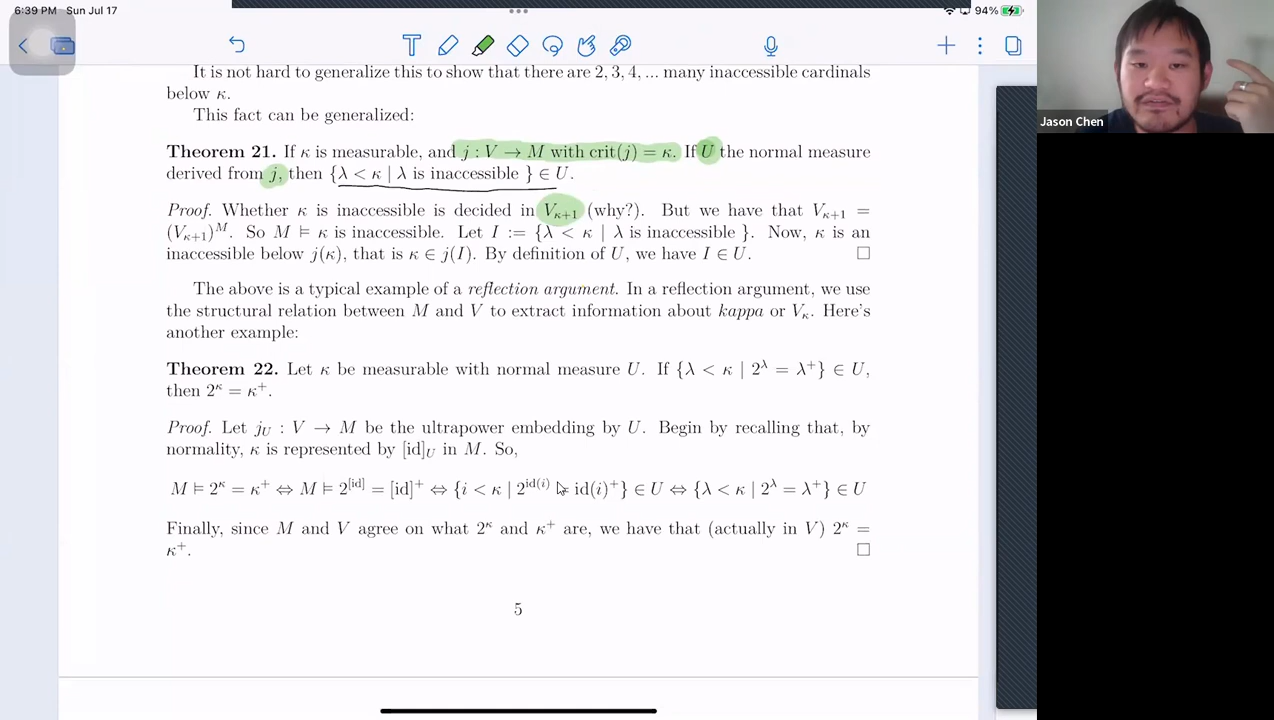 6:39 PM Sun Jul 17
94%
It is not hard to generalize this to show that there are 2, 3, 4, ... many inaccessible cardinals
below κ.
This fact can be generalized:
Theorem 21. If κ is measurable, and j : V → M with crit(j) = κ. If U the normal measure
derived from j, then {λ < κ | λ is inaccessible } ∈ U.
Proof. Whether κ is inaccessible is decided in Vκ+1 (why?). But we have that Vκ+1 =
(Vκ+1)ᴹ. So M ⊨ κ is inaccessible. Let I := {λ < κ | λ is inaccessible }. Now, κ is an
inaccessible below j(κ), that is κ ∈ j(I). By definition of U, we have I ∈ U. □
The above is a typical example of a reflection argument. In a reflection argument, we use
the structural relation between M and V to extract information about kappa or Vκ. Here's
another example:
Theorem 22. Let κ be measurable with normal measure U. If {λ < κ | 2^λ = λ⁺} ∈ U,
then 2^κ = κ⁺.
Proof. Let j_U : V → M be the ultrapower embedding by U. Begin by recalling that, by
normality, κ is represented by [id]_U in M. So,
M ⊨ 2^κ = κ⁺ ⇔ M ⊨ 2^[id] = [id]⁺ ⇔ {i < κ | 2^id(i) = id(i)⁺} ∈ U ⇔ {λ < κ | 2^λ = λ⁺} ∈ U
Finally, since M and V agree on what 2^κ and κ⁺ are, we have that (actually in V) 2^κ =
κ⁺. □
5
Jason Chen